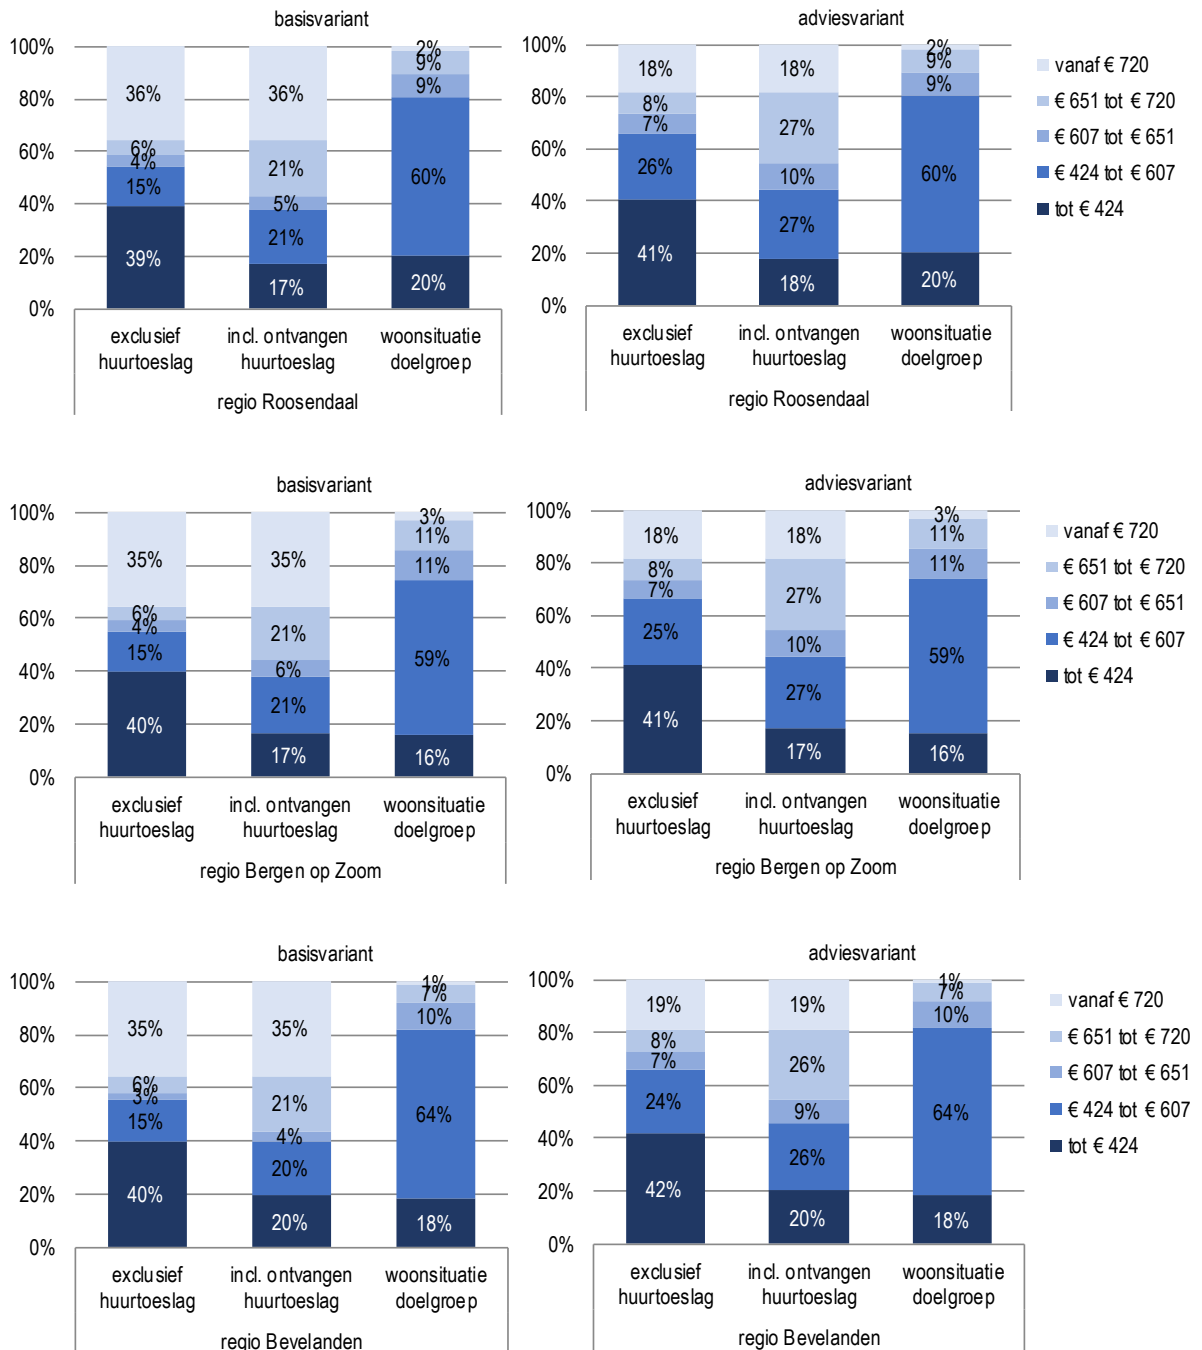 basisvariant
100%
80%
60%
40%
20%
0%
36%
6%
4%
15%
39%
36%
21%
5%
21%
17%
2%
9%
9%
60%
20%
exclusief huurtoeslag
incl. ontvangen huurtoeslag
woonsituatie doelgroep
regio Roosendaal
adviesvariant
100%
80%
60%
40%
20%
0%
18%
8%
7%
26%
41%
18%
27%
10%
27%
18%
2%
9%
9%
60%
20%
exclusief huurtoeslag
incl. ontvangen huurtoeslag
woonsituatie doelgroep
regio Roosendaal
vanaf € 720
€ 651 tot € 720
€ 607 tot € 651
€ 424 tot € 607
tot € 424
basisvariant
100%
80%
60%
40%
20%
0%
35%
6%
4%
15%
40%
35%
21%
6%
21%
17%
3%
11%
11%
59%
16%
exclusief huurtoeslag
incl. ontvangen huurtoeslag
woonsituatie doelgroep
regio Bergen op Zoom
adviesvariant
100%
80%
60%
40%
20%
0%
18%
8%
7%
25%
41%
18%
27%
10%
27%
17%
3%
11%
11%
59%
16%
exclusief huurtoeslag
incl. ontvangen huurtoeslag
woonsituatie doelgroep
regio Bergen op Zoom
vanaf € 720
€ 651 tot € 720
€ 607 tot € 651
€ 424 tot € 607
tot € 424
basisvariant
100%
80%
60%
40%
20%
0%
35%
6%
3%
15%
40%
35%
21%
4%
20%
20%
1%
7%
10%
64%
18%
exclusief huurtoeslag
incl. ontvangen huurtoeslag
woonsituatie doelgroep
regio Bevelanden
adviesvariant
100%
80%
60%
40%
20%
0%
19%
8%
7%
24%
42%
19%
26%
9%
26%
20%
1%
7%
10%
64%
18%
exclusief huurtoeslag
incl. ontvangen huurtoeslag
woonsituatie doelgroep
regio Bevelanden
vanaf € 720
€ 651 tot € 720
€ 607 tot € 651
€ 424 tot € 607
tot € 424